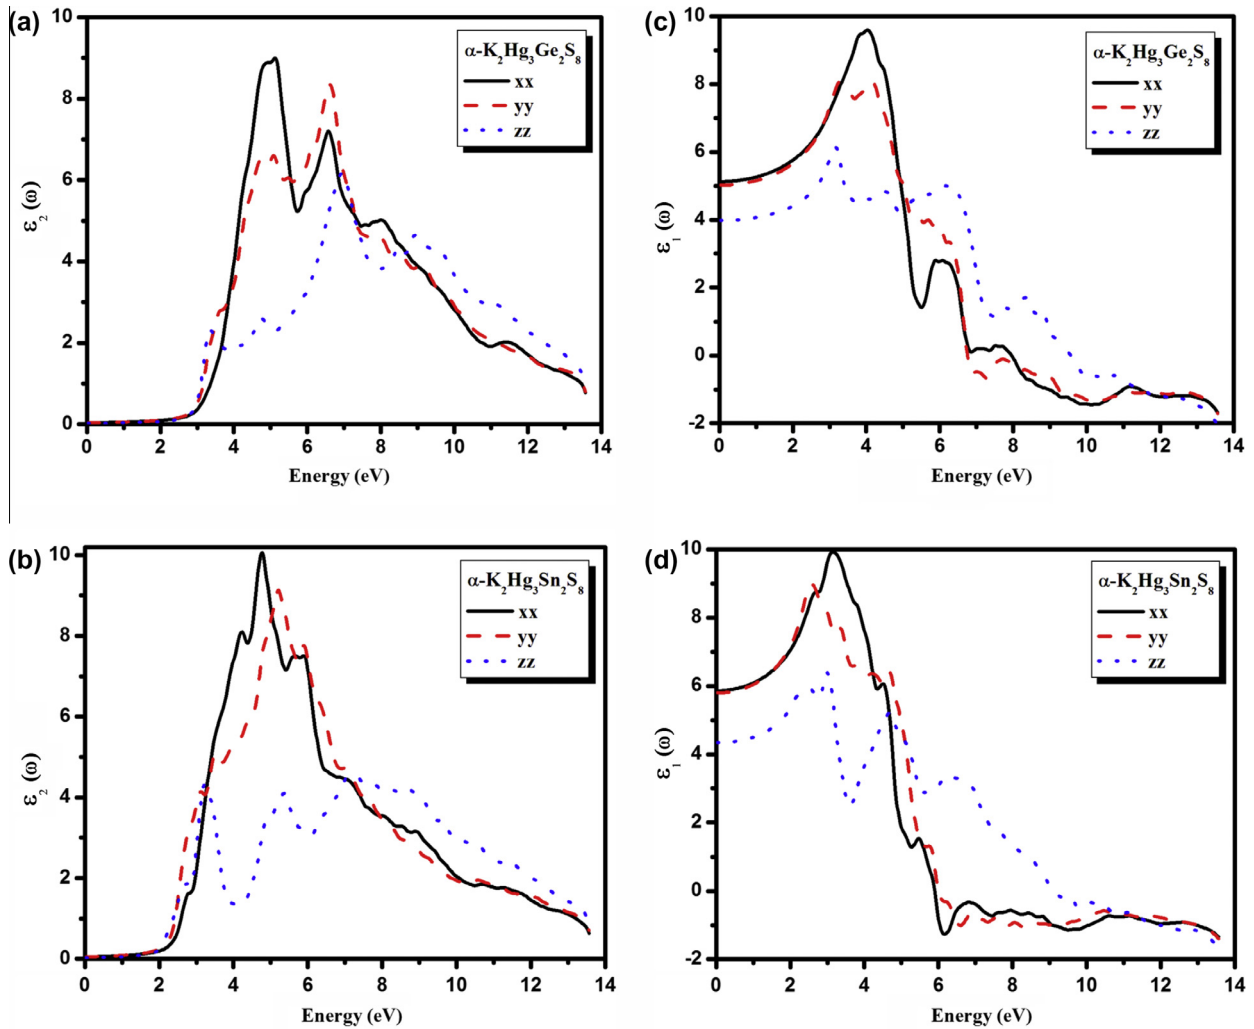 (a)
10
8
6
4
2
0
ε₂ (ω)
α-K₂Hg₃Ge₂S₈
xx
yy
zz
0 2 4 6 8 10 12 14
Energy (eV)
(c)
10
8
6
4
2
0
-2
ε₁ (ω)
α-K₂Hg₃Ge₂S₈
xx
yy
zz
0 2 4 6 8 10 12 14
Energy (eV)
(b)
10
8
6
4
2
0
ε₂ (ω)
α-K₂Hg₃Sn₂S₈
xx
yy
zz
0 2 4 6 8 10 12 14
Energy (eV)
(d)
10
8
6
4
2
0
-2
ε₁ (ω)
α-K₂Hg₃Sn₂S₈
xx
yy
zz
0 2 4 6 8 10 12 14
Energy (eV)